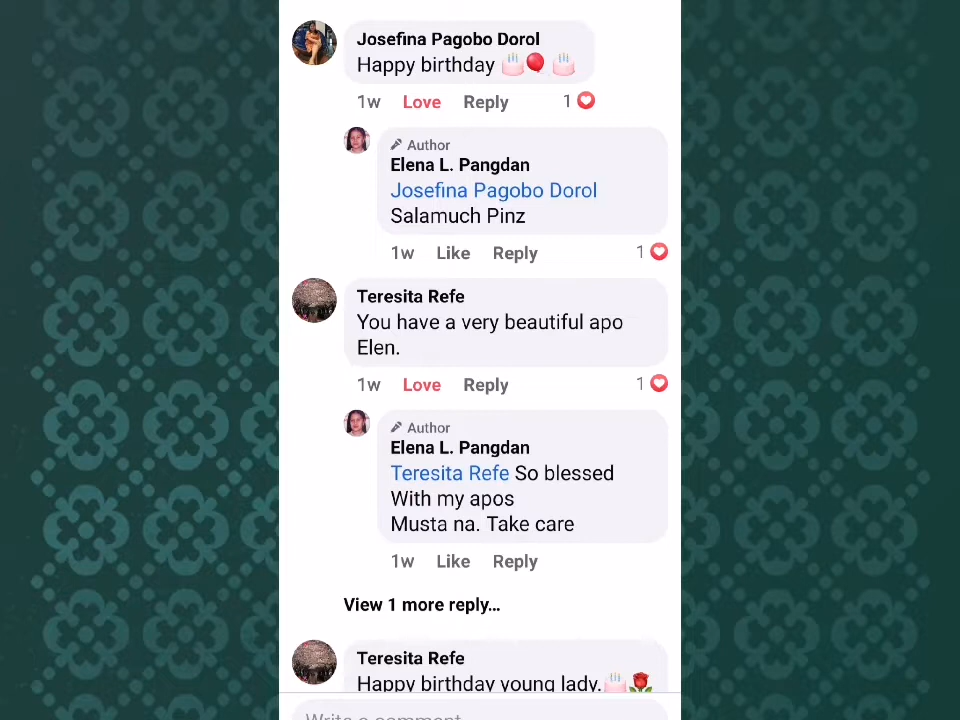 Josefina Pagobo Dorol
Happy birthday 🎂🎈🎂
1w Love Reply 1
Author
Elena L. Pangdan
Josefina Pagobo Dorol
Salamuch Pinz
1w Like Reply 1
Teresita Refe
You have a very beautiful apo
Elen.
1w Love Reply 1
Author
Elena L. Pangdan
Teresita Refe So blessed
With my apos
Musta na. Take care
1w Like Reply
View 1 more reply...
Teresita Refe
Happy birthday young lady.🎂🌹
Write a comment